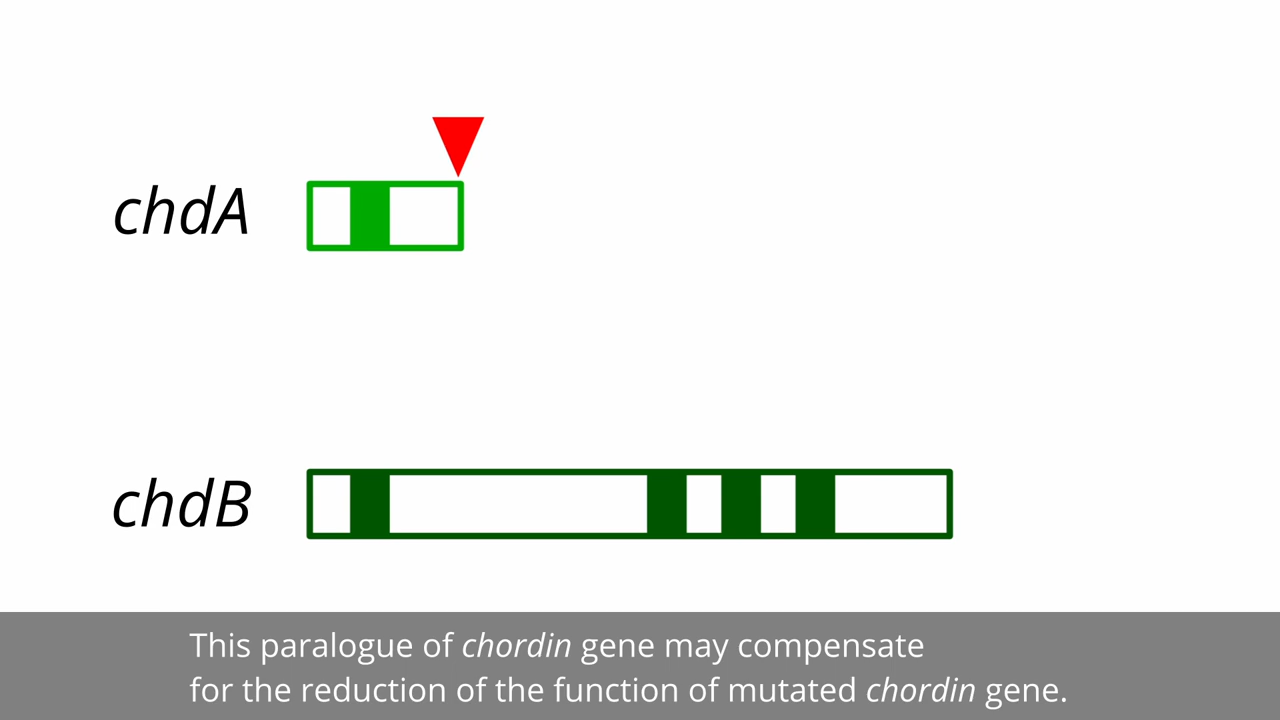 chdA
chdB
This paralogue of chordin gene may compensate
for the reduction of the function of mutated chordin gene.